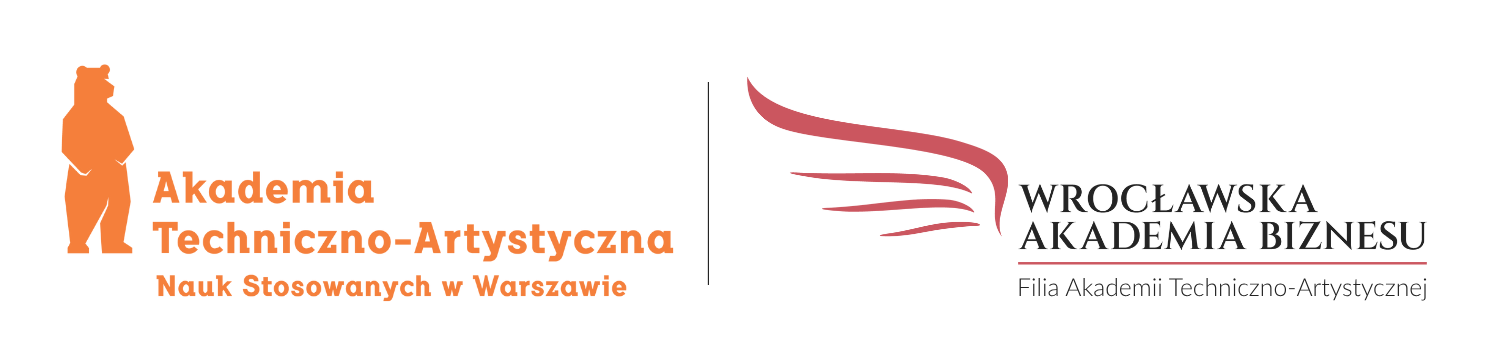 Akademia
Techniczno-Artystyczna
Nauk Stosowanych w Warszawie
WROCŁAWSKA
AKADEMIA BIZNESU
Filia Akademii Techniczno-Artystycznej